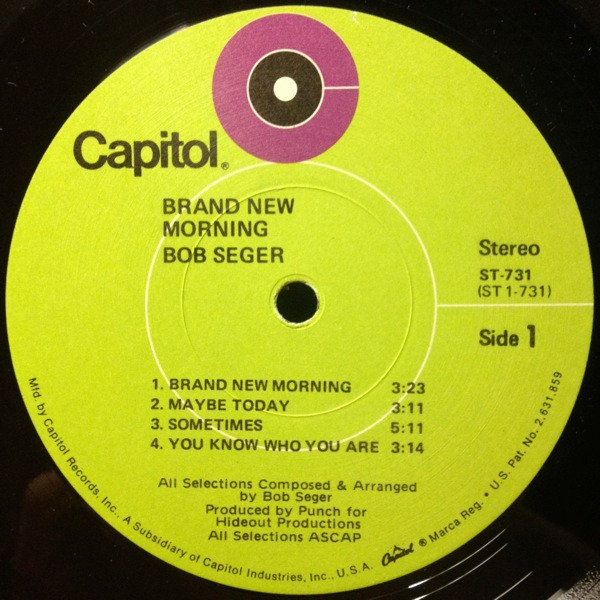 Capitol®
BRAND NEW
MORNING
BOB SEGER
Stereo
ST-731
(ST 1-731)
Side 1
1. BRAND NEW MORNING 3:23
2. MAYBE TODAY 3:11
3. SOMETIMES 5:11
4. YOU KNOW WHO YOU ARE 3:14
All Selections Composed & Arranged
by Bob Seger
Produced by Punch for
Hideout Productions
All Selections ASCAP
Mfd. by Capitol Records, Inc., A Subsidiary of Capitol Industries, Inc., U.S.A. Capitol ® Marca Reg. • U.S. Pat. No. 2,631,859